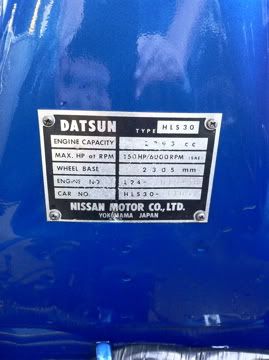 DATSUN TYPE HLS30
ENGINE CAPACITY 2393 cc
MAX. HP at RPM 150HP/6000RPM (SAE)
WHEEL BASE 2305 mm
ENGINE NO. L24-
CAR NO. HLS30-
NISSAN MOTOR CO., LTD.
YOKOHAMA JAPAN